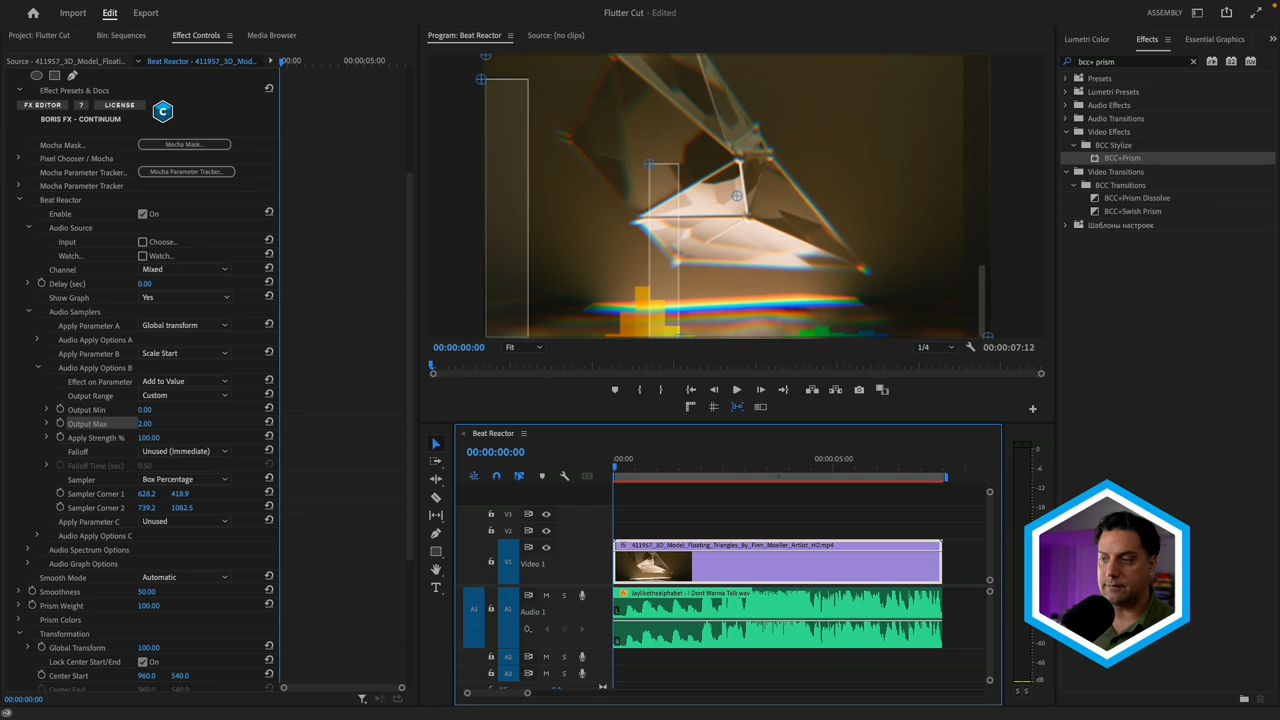 Import
Edit
Export
Flutter Cut - Edited
ASSEMBLY
Project: Flutter Cut
Bin: Sequences
Effect Controls
Media Browser
Program: Beat Reactor
Source: (no clips)
Lumetri Color
Effects
Essential Graphics
Source - 411957_3D_Model_Floati...
Beat Reactor - 411957_3D_Mod...
:00:00
00:00:05:00
bcc+ prism
Effect Presets & Docs
FX EDITOR
?
LICENSE
BORIS FX - CONTINUUM
Mocha Mask...
Mocha Mask...
Pixel Chooser / Mocha
Mocha Parameter Tracker...
Mocha Parameter Tracker...
Mocha Parameter Tracker
Beat Reactor
Enable
On
Audio Source
Input
Choose...
Watch...
Watch...
Channel
Mixed
Delay (sec)
0.00
Show Graph
Yes
Audio Samplers
Apply Parameter A
Global transform
Audio Apply Options A
Apply Parameter B
Scale Start
Audio Apply Options B
Effect on Parameter
Add to Value
Output Range
Custom
Output Min
0.00
Output Max
2.00
Apply Strength %
100.00
Falloff
Unused (Immediate)
Falloff Time (sec)
0.50
Sampler
Box Percentage
Sampler Corner 1
628.2
418.9
Sampler Corner 2
739.2
1082.5
Apply Parameter C
Unused
Audio Apply Options C
Audio Spectrum Options
Audio Graph Options
Smooth Mode
Automatic
Smoothness
50.00
Prism Weight
100.00
Prism Colors
Transformation
Global Transform
100.00
Lock Center Start/End
On
Center Start
960.0
540.0
Center End
960.0
540.0
00:00:00:00
00:00:00:00
Fit
1/4
00:00:07:12
Presets
Lumetri Presets
Audio Effects
Audio Transitions
Video Effects
BCC Stylize
BCC+Prism
Video Transitions
BCC Transitions
BCC+Prism Dissolve
BCC+Swish Prism
Шаблоны настроек
Beat Reactor
00:00:00:00
:00:00
00:00:05:00
V3
V2
V1
Video 1
411957_3D_Model_Floating_Triangles_By_Finn_Moeller_Artist_HD.mp4
A1
A1
M
S
Audio 1
Jaylikethealphabet - I Dont Wanna Talk.wav
L
R
A2
M
S
A3
M
S
0
-6
-12
-18
-60
-66
dB
S
S